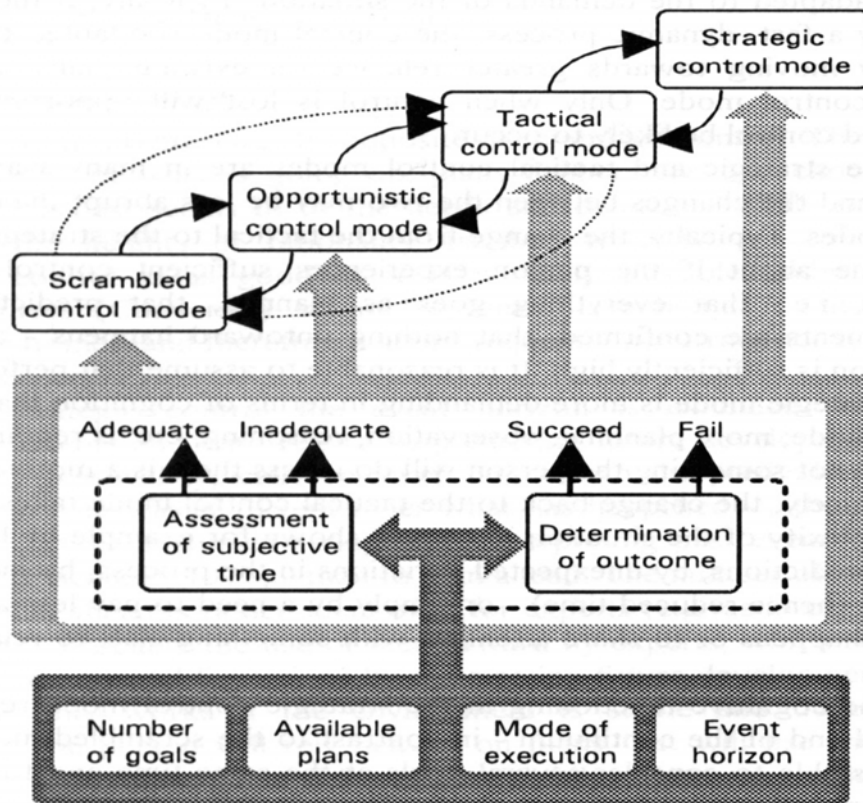 Strategic
control mode
Tactical
control mode
Opportunistic
control mode
Scrambled
control mode
Adequate Inadequate Succeed Fail
Assessment
of subjective
time
Determination
of outcome
Number
of goals
Available
plans
Mode of
execution
Event
horizon